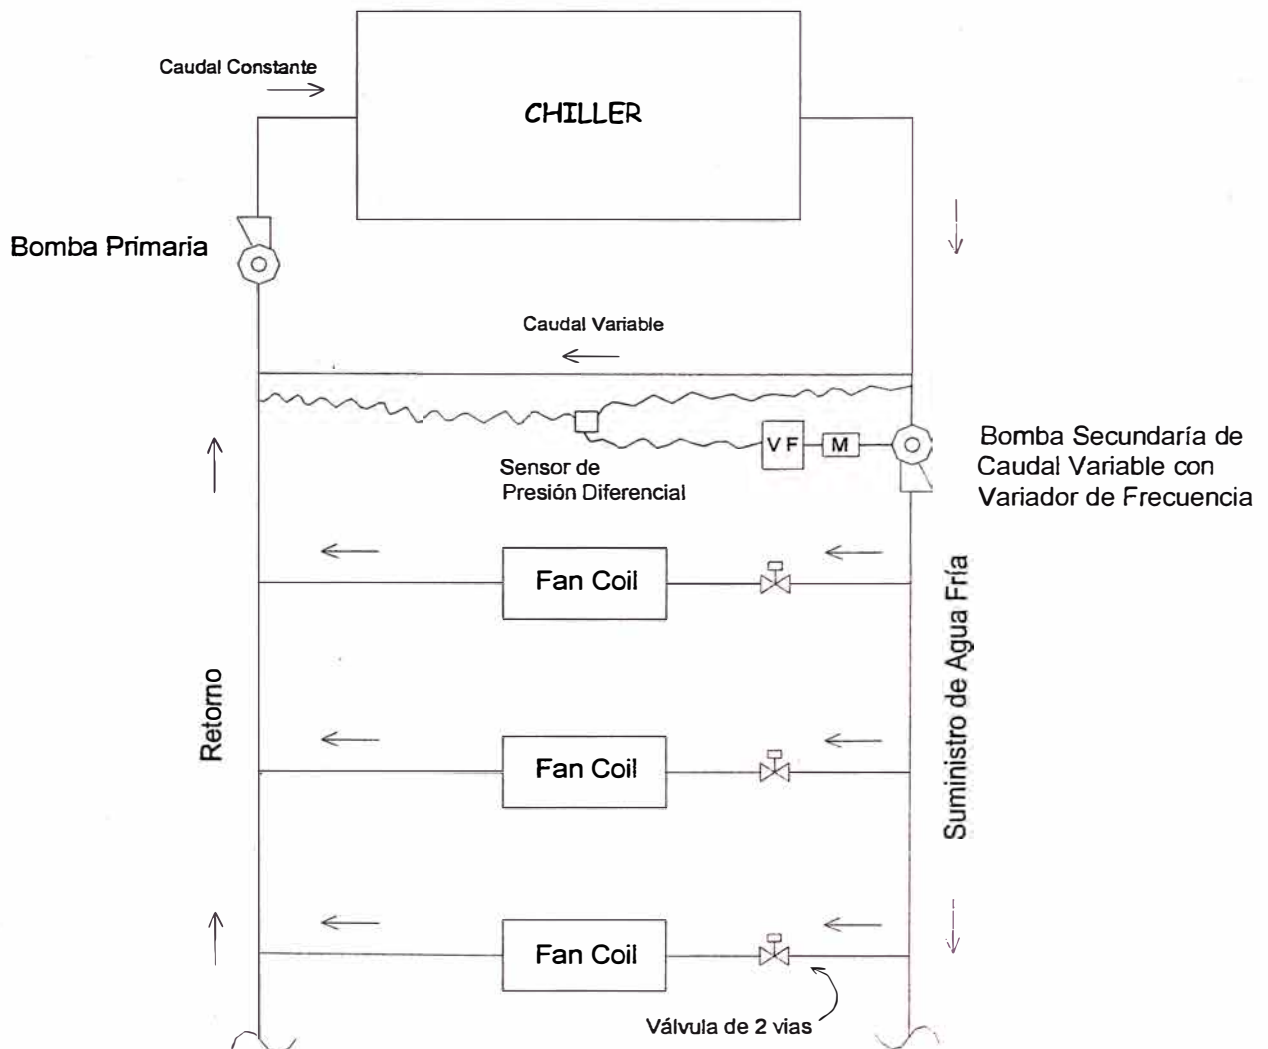 Caudal Constante
CHILLER
Bomba Primaria
Caudal Variable
V F
M
Sensor de
Presión Diferencial
Bomba Secundaría de
Caudal Variable con
Variador de Frecuencia
Fan Coil
Suministro de Agua Fría
Retorno
Fan Coil
Fan Coil
Válvula de 2 vias